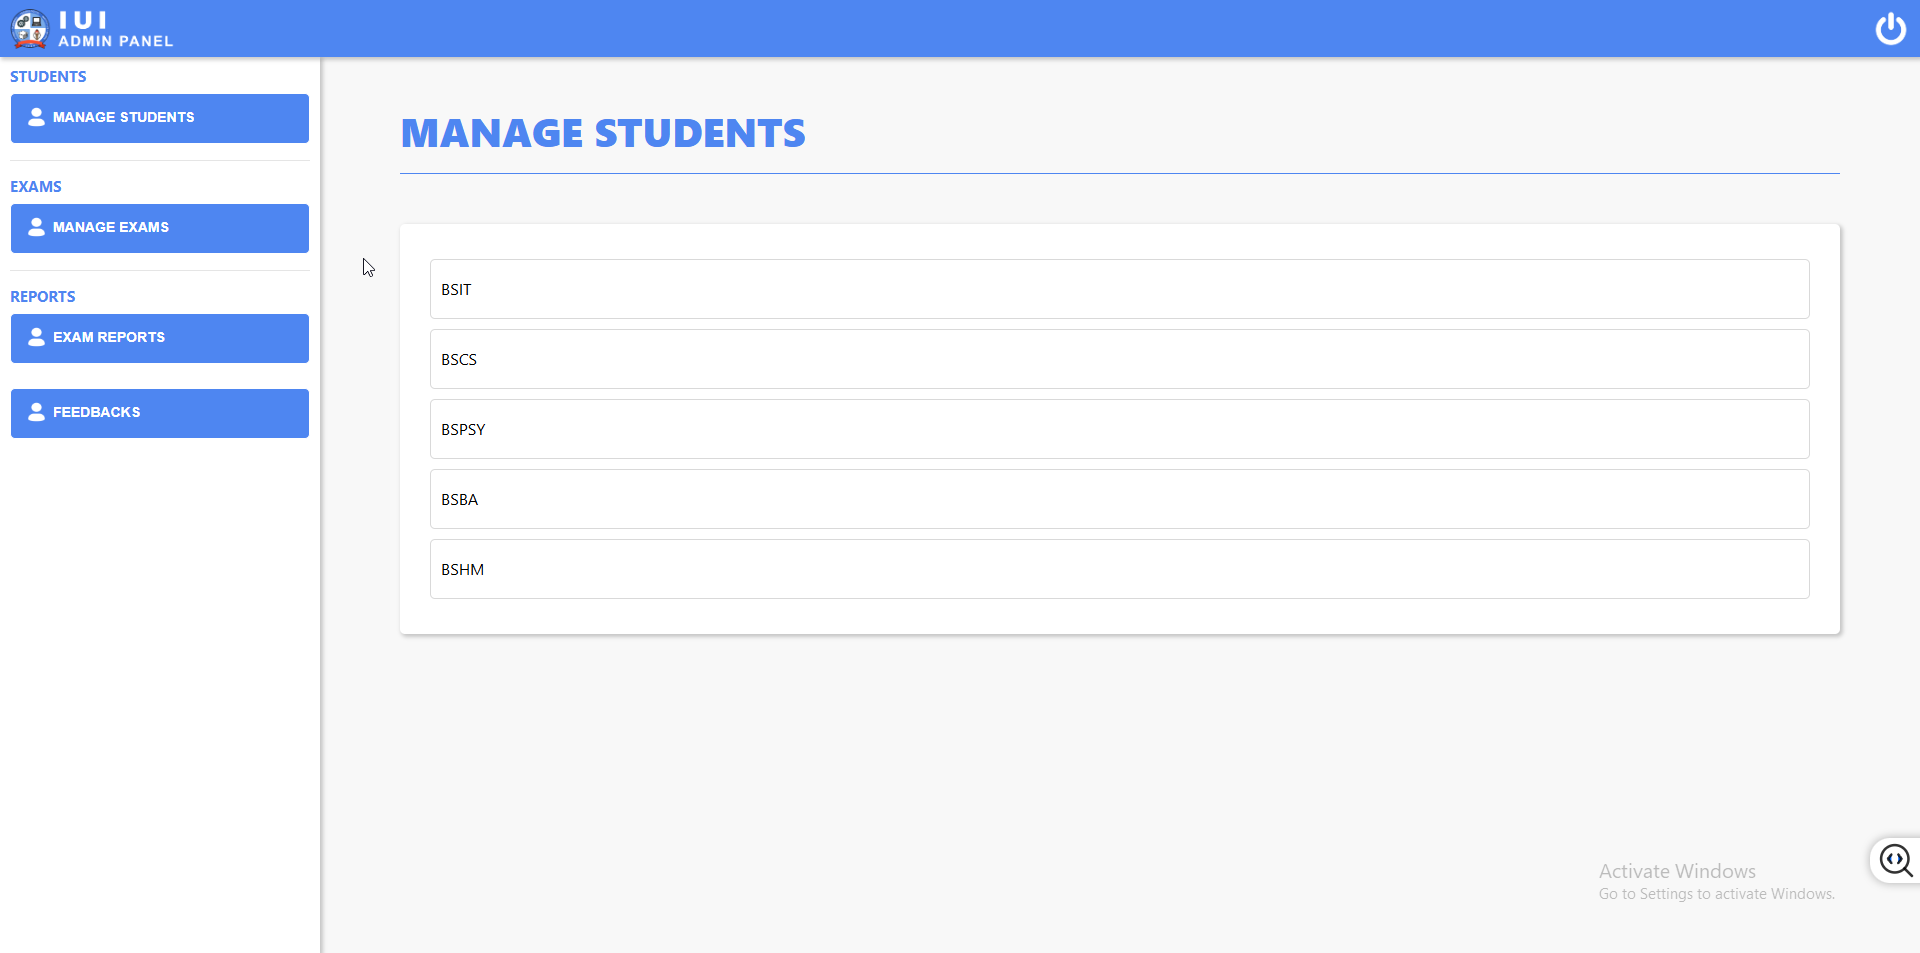 IUI
ADMIN PANEL
STUDENTS
MANAGE STUDENTS
EXAMS
MANAGE EXAMS
REPORTS
EXAM REPORTS
FEEDBACKS
MANAGE STUDENTS
BSIT
BSCS
BSPSY
BSBA
BSHM
Activate Windows
Go to Settings to activate Windows.